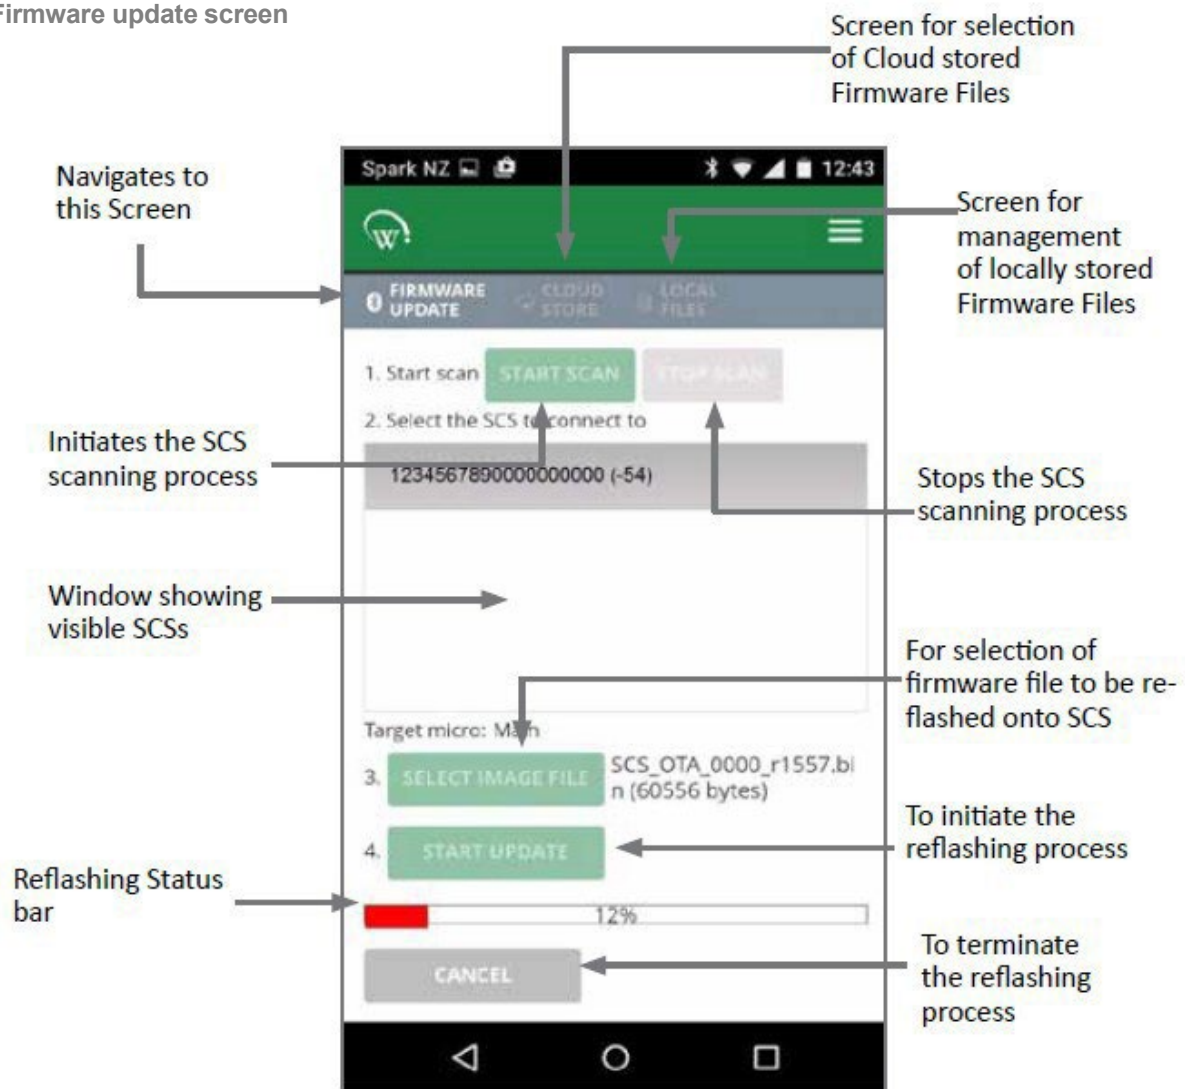 Firmware update screen
Screen for selection
of Cloud stored
Firmware Files
Navigates to
this Screen
Spark NZ
12:43
W
Screen for
management
of locally stored
Firmware Files
FIRMWARE
UPDATE
CLOUD
STORE
LOCAL
FILES
1. Start scan
START SCAN
STOP SCAN
2. Select the SCS to connect to
Initiates the SCS
scanning process
1234567890000000000 (-54)
Stops the SCS
scanning process
Window showing
visible SCSs
For selection of
firmware file to be re-
flashed onto SCS
Target micro: Main
3.
SELECT IMAGE FILE
SCS_OTA_0000_r1557.bi
n (60556 bytes)
To initiate the
reflashing process
4.
START UPDATE
Reflashing Status
bar
12%
To terminate
the reflashing
process
CANCEL